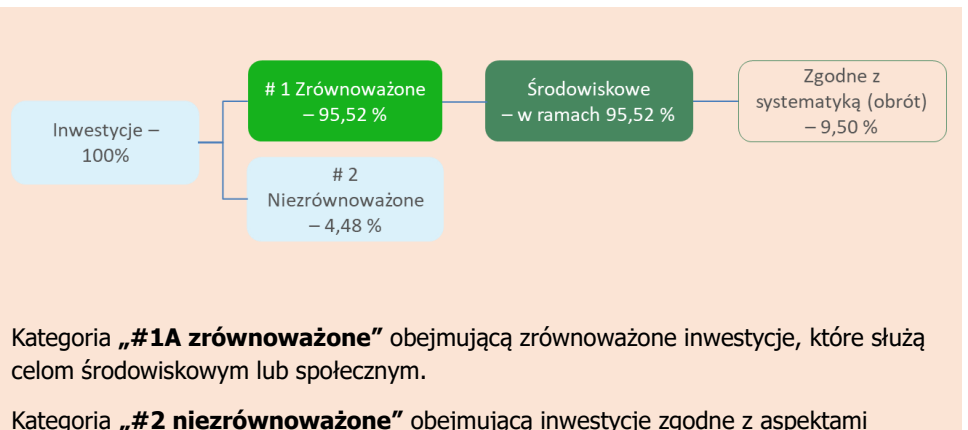 Inwestycje –
100%
# 1 Zrównoważone
– 95,52 %
# 2
Niezrównoważone
– 4,48 %
Środowiskowe
– w ramach 95,52 %
Zgodne z
systematyką (obrót)
– 9,50 %
Kategoria „#1A zrównoważone” obejmującą zrównoważone inwestycje, które służą
celom środowiskowym lub społecznym.
Kategoria „#2 niezrównoważone” obejmującą inwestycje zgodne z aspektami